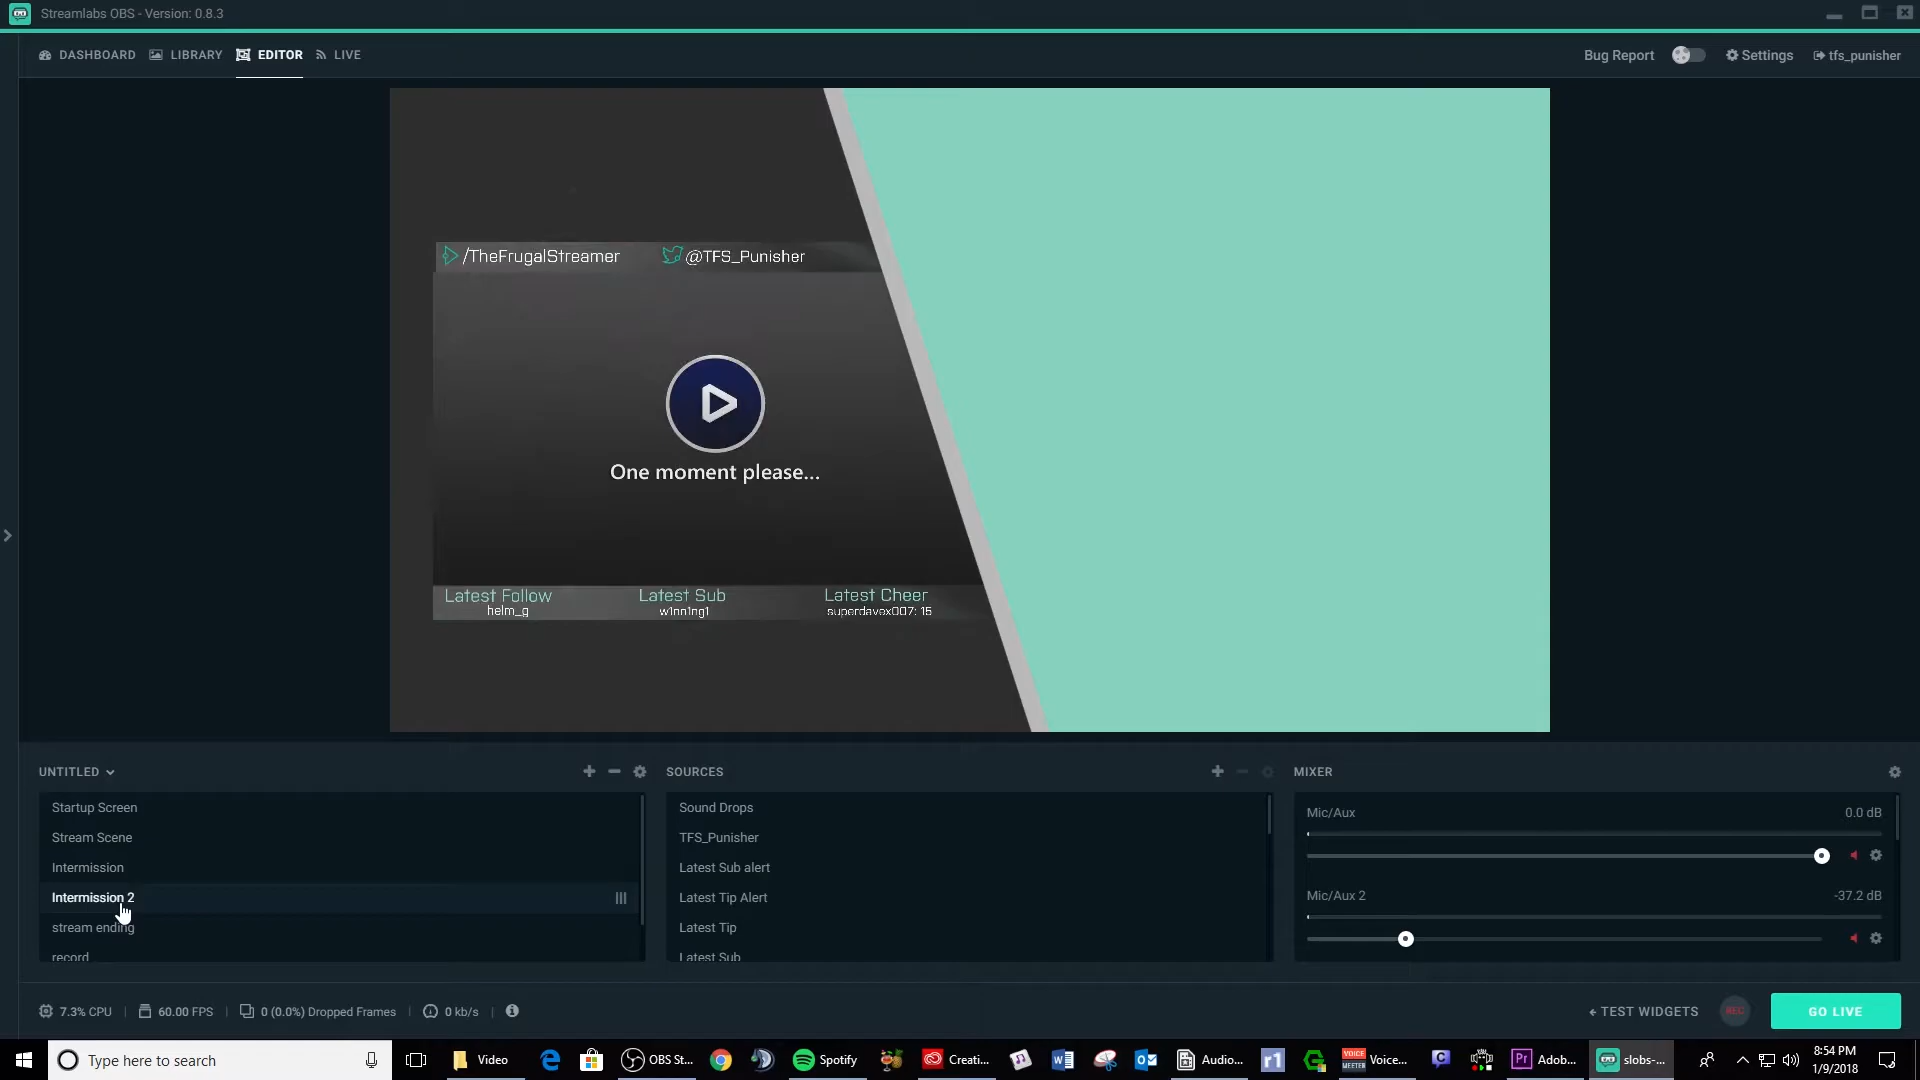 Streamlabs OBS - Version: 0.8.3
DASHBOARD LIBRARY EDITOR LIVE
Bug Report Settings tfs_punisher
/TheFrugalStreamer @TFS_Punisher
One moment please...
Latest Follow Latest Sub Latest Cheer
helm_g w1nn1ng1 superdavex007: 15
UNTITLED SOURCES MIXER
Startup Screen
Stream Scene
Intermission
Intermission 2
stream ending
record
Sound Drops
TFS_Punisher
Latest Sub alert
Latest Tip Alert
Latest Tip
Latest Sub
Mic/Aux 0.0 dB
Mic/Aux 2 -37.2 dB
7.3% CPU 60.00 FPS 0 (0.0%) Dropped Frames 0 kb/s
TEST WIDGETS REC GO LIVE
Type here to search Video OBS St... Spotify Creati... Audio... r1 VOICE MEETER Voice... Pr Adob... slobs-...
8:54 PM
1/9/2018